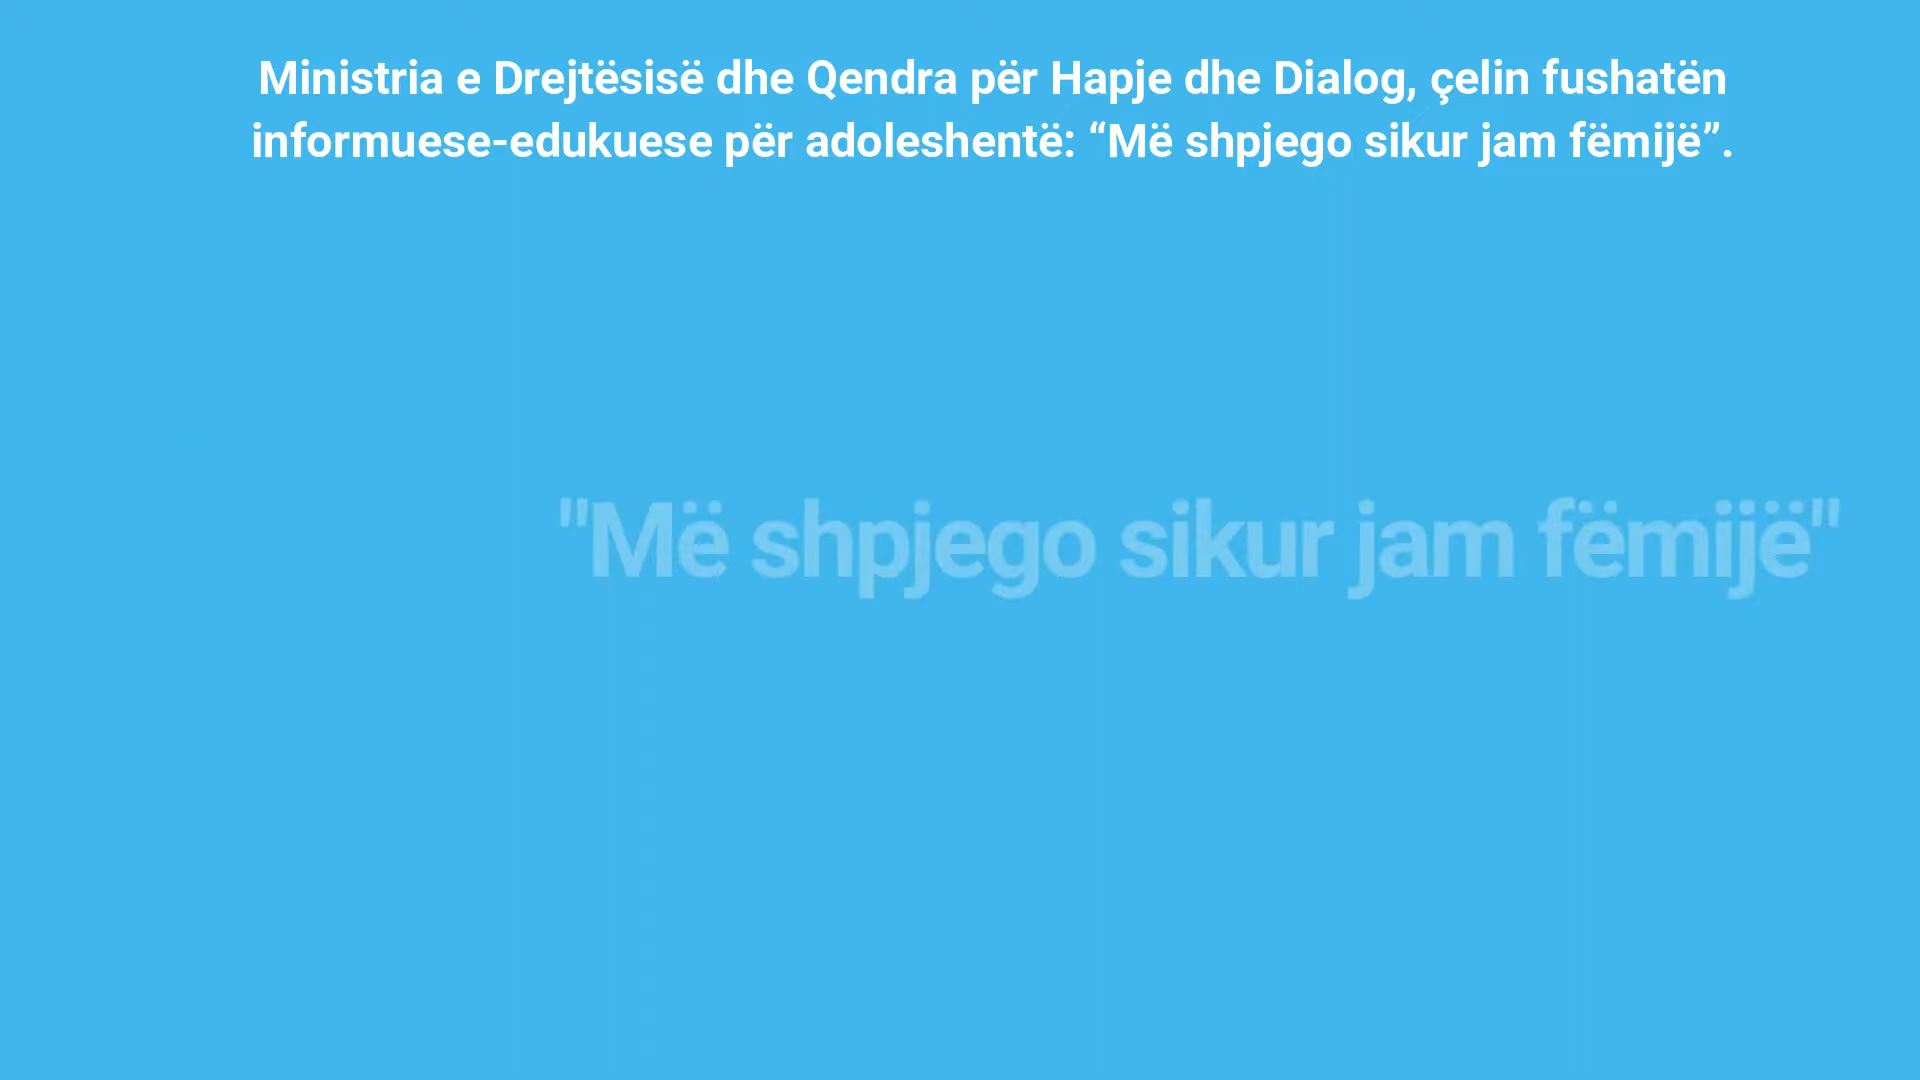 Ministria e Drejtësisë dhe Qendra për Hapje dhe Dialog, çelin fushatën
informuese-edukuese për adoleshentë: “Më shpjego sikur jam fëmijë”.
"Më shpjego sikur jam fëmijë"